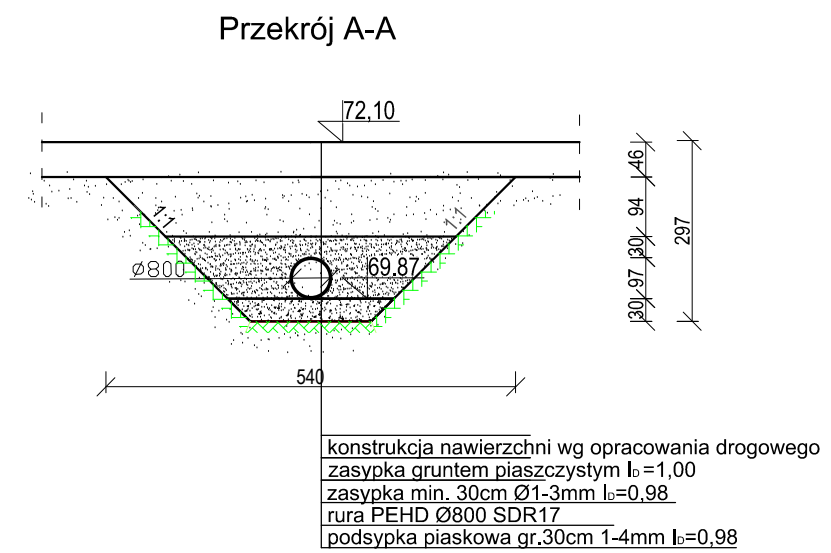 Przekrój A-A
72,10
46
94
1:1
1:1
30
297
Ø800
69.87
97
30
540
konstrukcja nawierzchni wg opracowania drogowego
zasypka gruntem piaszczystym ID=1,00
zasypka min. 30cm Ø1-3mm ID=0,98
rura PEHD Ø800 SDR17
podsypka piaskowa gr.30cm 1-4mm ID=0,98